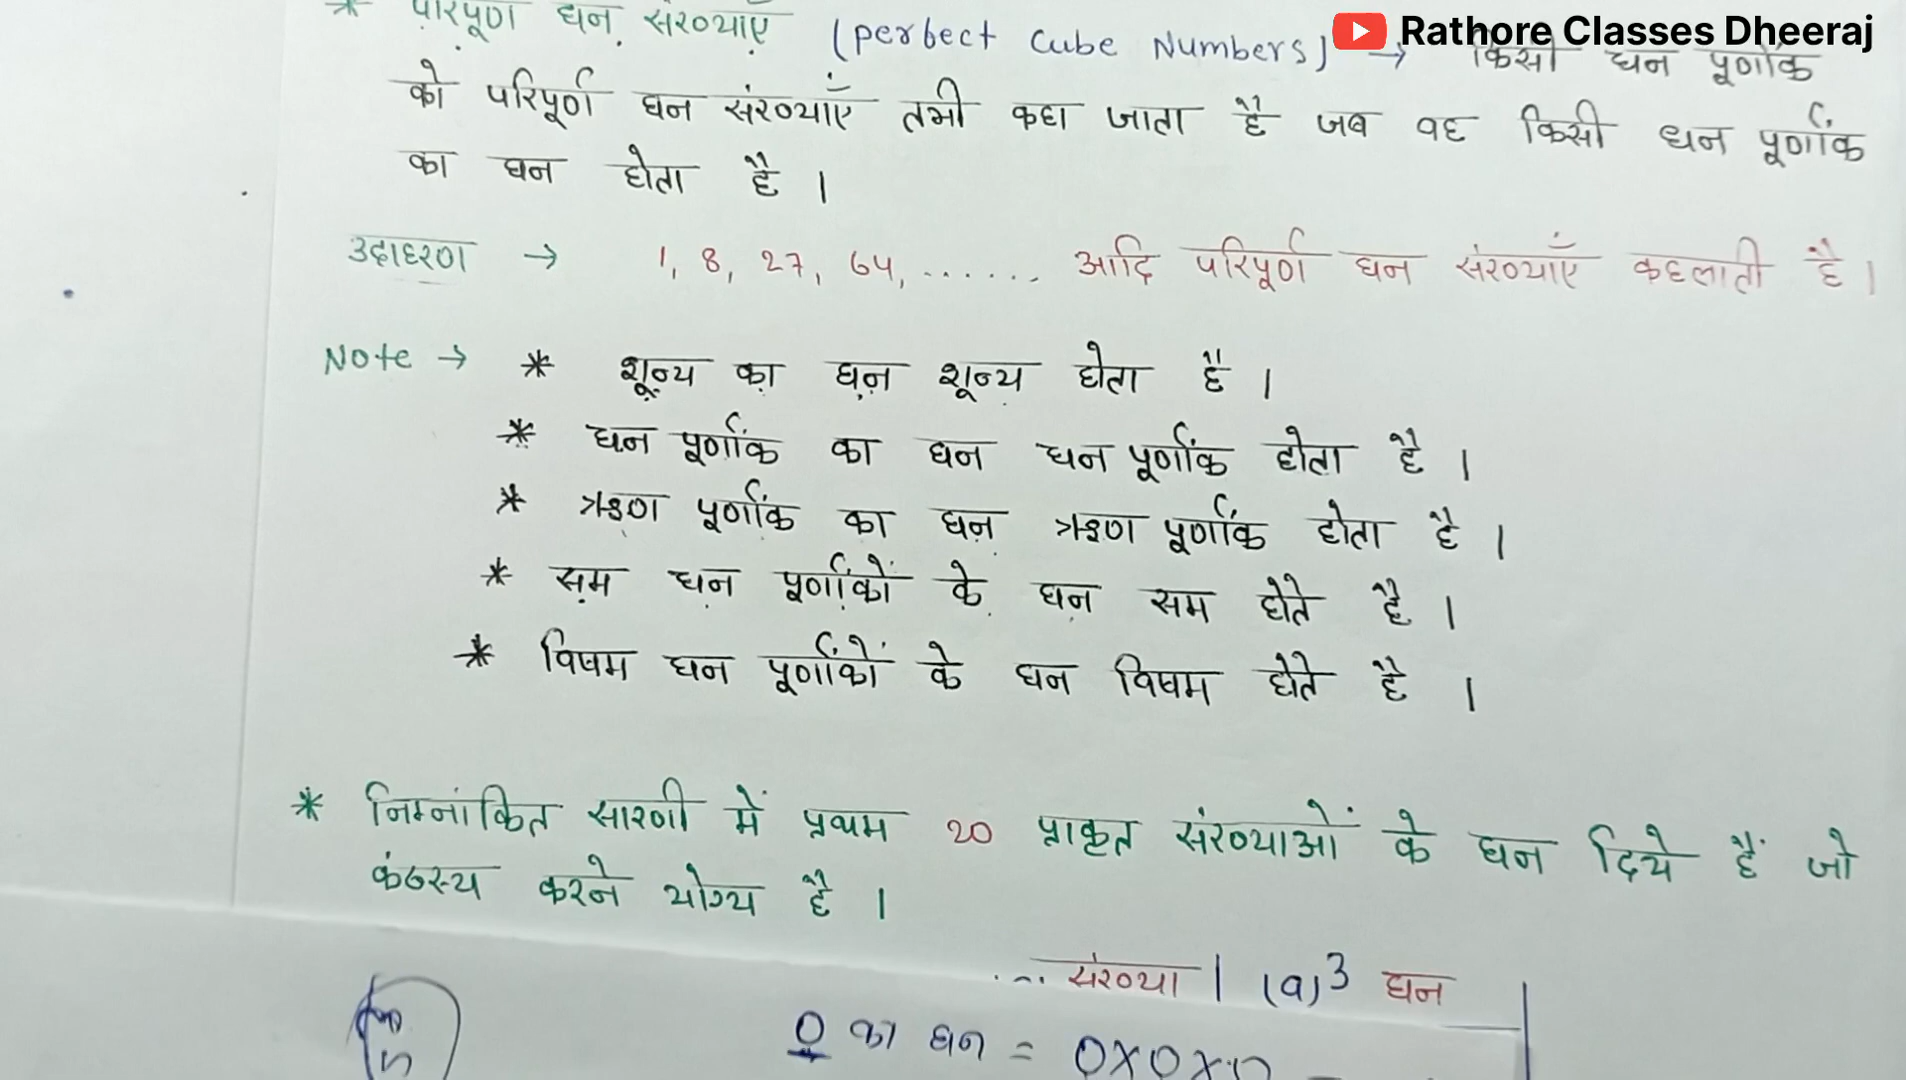 * परिपूर्ण घन संख्याएँ (perfect Cube Numbers) → किसी धन पूर्णांक
Rathore Classes Dheeraj
को परिपूर्ण घन संख्याएँ तभी कहा जाता है जब वह किसी धन पूर्णांक
का घन होता है ।
उदाहरण → 1, 8, 27, 64, ...... आदि परिपूर्ण घन संख्याएँ कहलाती है ।
Note → * शून्य का घन शून्य होता है ।
* धन पूर्णांक का घन धन पूर्णांक होता है ।
* ऋण पूर्णांक का घन ऋण पूर्णांक होता है ।
* सम धन पूर्णांकों के घन सम होते है ।
* विषम धन पूर्णांकों के घन विषम होते है ।
* निम्नांकित सारणी में प्रथम 20 प्राकृत संख्याओं के घन दिये हैं जो
कंठस्थ करने योग्य है ।
संख्या | (a)³ घन
0 का घन = 0x0x0